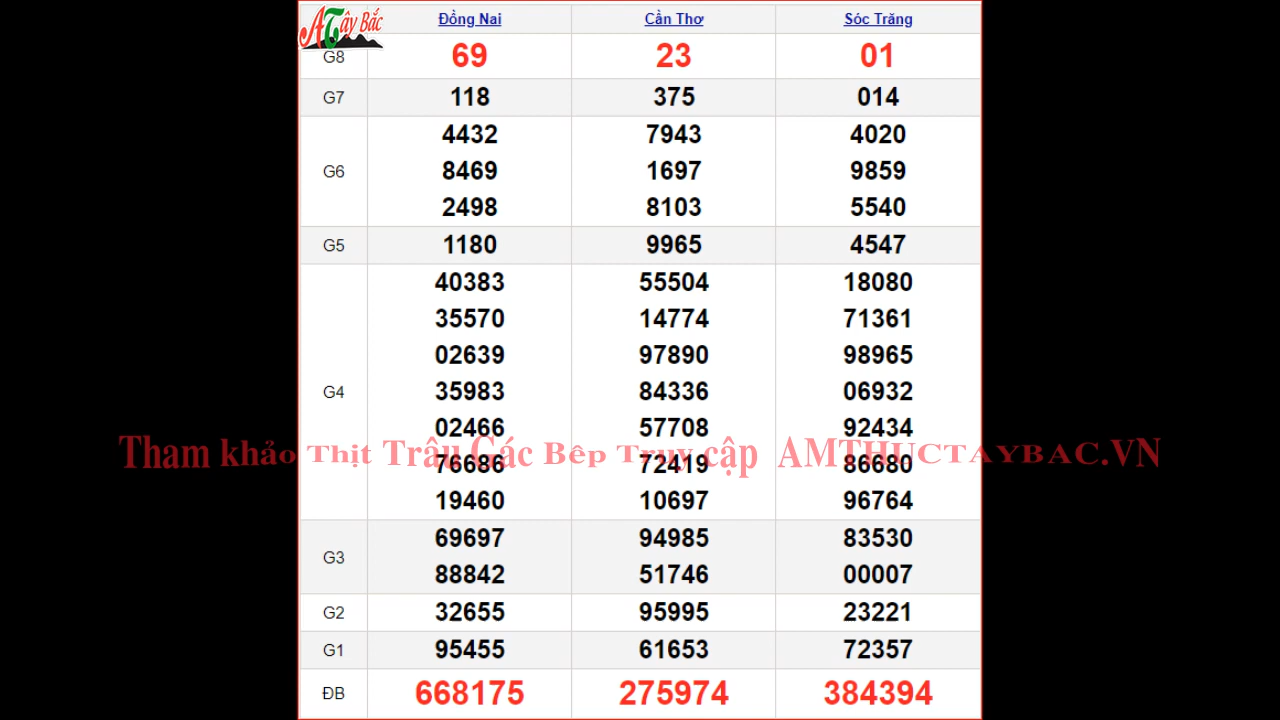 ATây Bắc
Đồng Nai Cần Thơ Sóc Trăng
G8 69 23 01
G7 118 375 014
4432 7943 4020
G6 8469 1697 9859
2498 8103 5540
G5 1180 9965 4547
40383 55504 18080
35570 14774 71361
02639 97890 98965
G4 35983 84336 06932
02466 57708 92434
Tham khảo Thịt Trâu Gác Bếp Truy cập AMTHUCTAYBAC.VN
76686 72419 86680
19460 10697 96764
69697 94985 83530
G3
88842 51746 00007
G2 32655 95995 23221
G1 95455 61653 72357
ĐB 668175 275974 384394